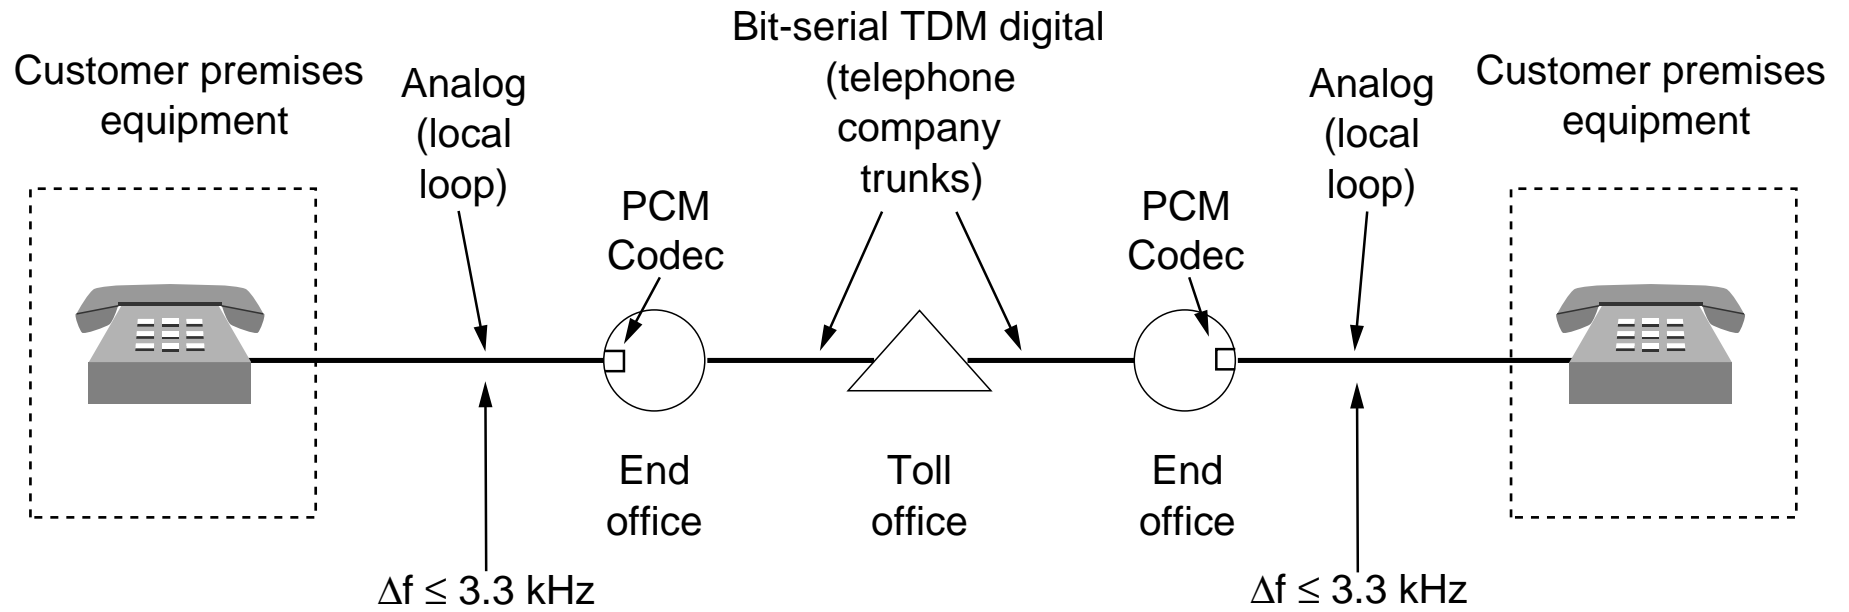 Bit-serial TDM digital
(telephone
company
trunks)
Customer premises
equipment
Analog
(local
loop)
PCM
Codec
PCM
Codec
Analog
(local
loop)
Customer premises
equipment
End
office
Toll
office
End
office
Δf ≤ 3.3 kHz
Δf ≤ 3.3 kHz